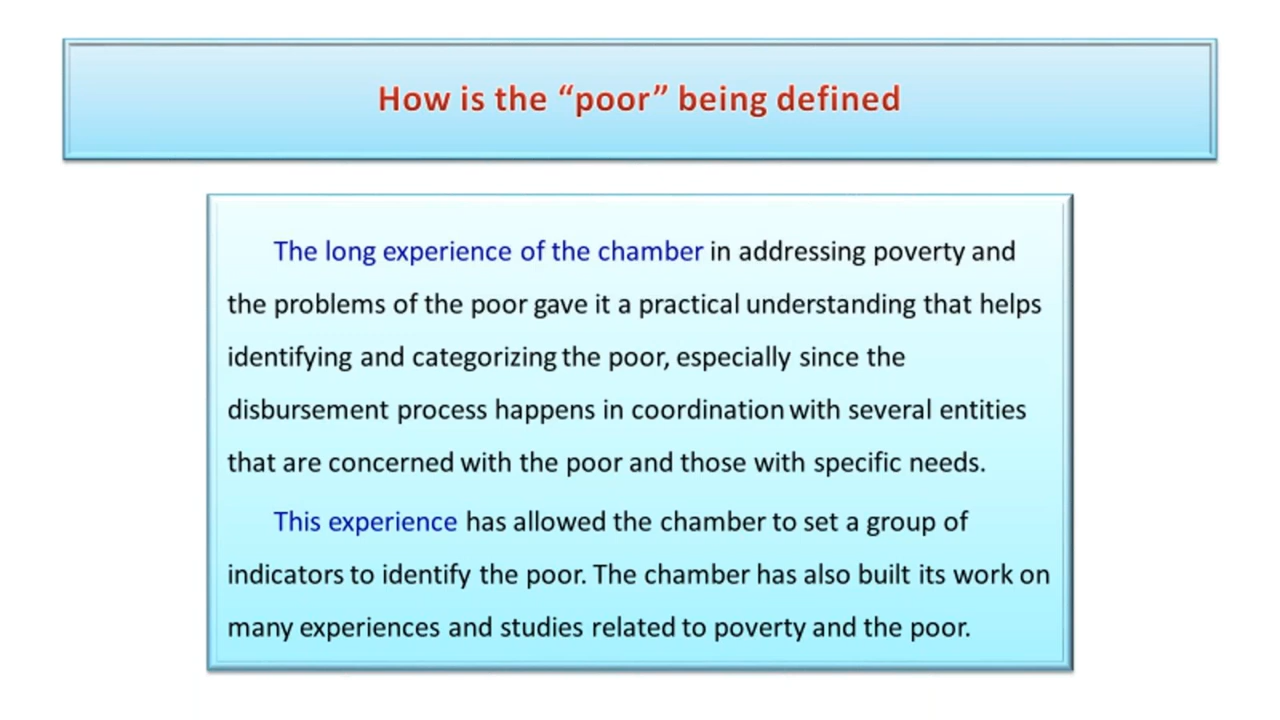 How is the “poor” being defined
The long experience of the chamber in addressing poverty and
the problems of the poor gave it a practical understanding that helps
identifying and categorizing the poor, especially since the
disbursement process happens in coordination with several entities
that are concerned with the poor and those with specific needs.
This experience has allowed the chamber to set a group of
indicators to identify the poor. The chamber has also built its work on
many experiences and studies related to poverty and the poor.